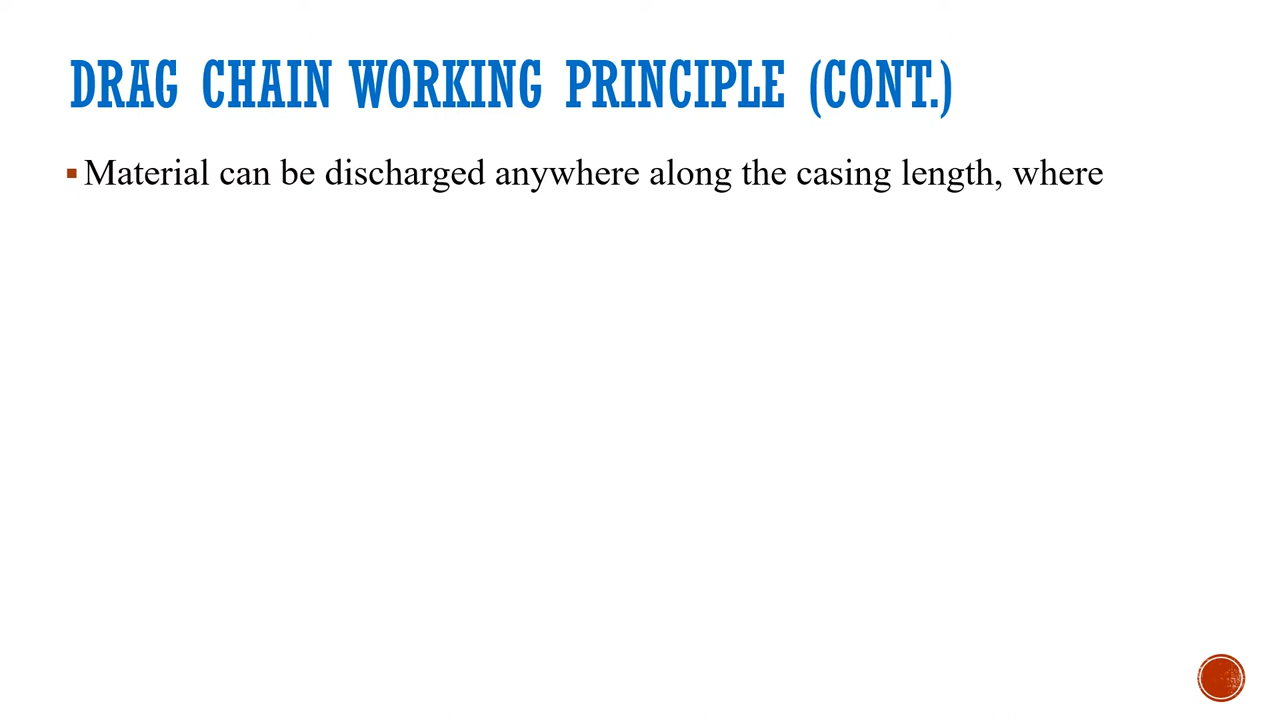 DRAG CHAIN WORKING PRINCIPLE (CONT.)
▪ Material can be discharged anywhere along the casing length, where